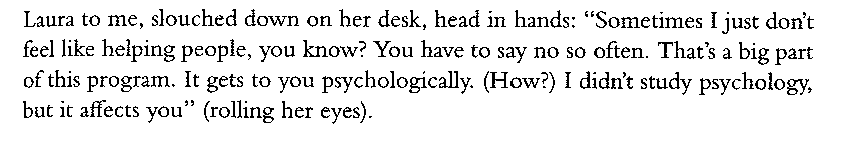 Laura to me, slouched down on her desk, head in hands: “Sometimes I just don’t
feel like helping people, you know? You have to say no so often. That’s a big part
of this program. It gets to you psychologically. (How?) I didn’t study psychology,
but it affects you” (rolling her eyes).